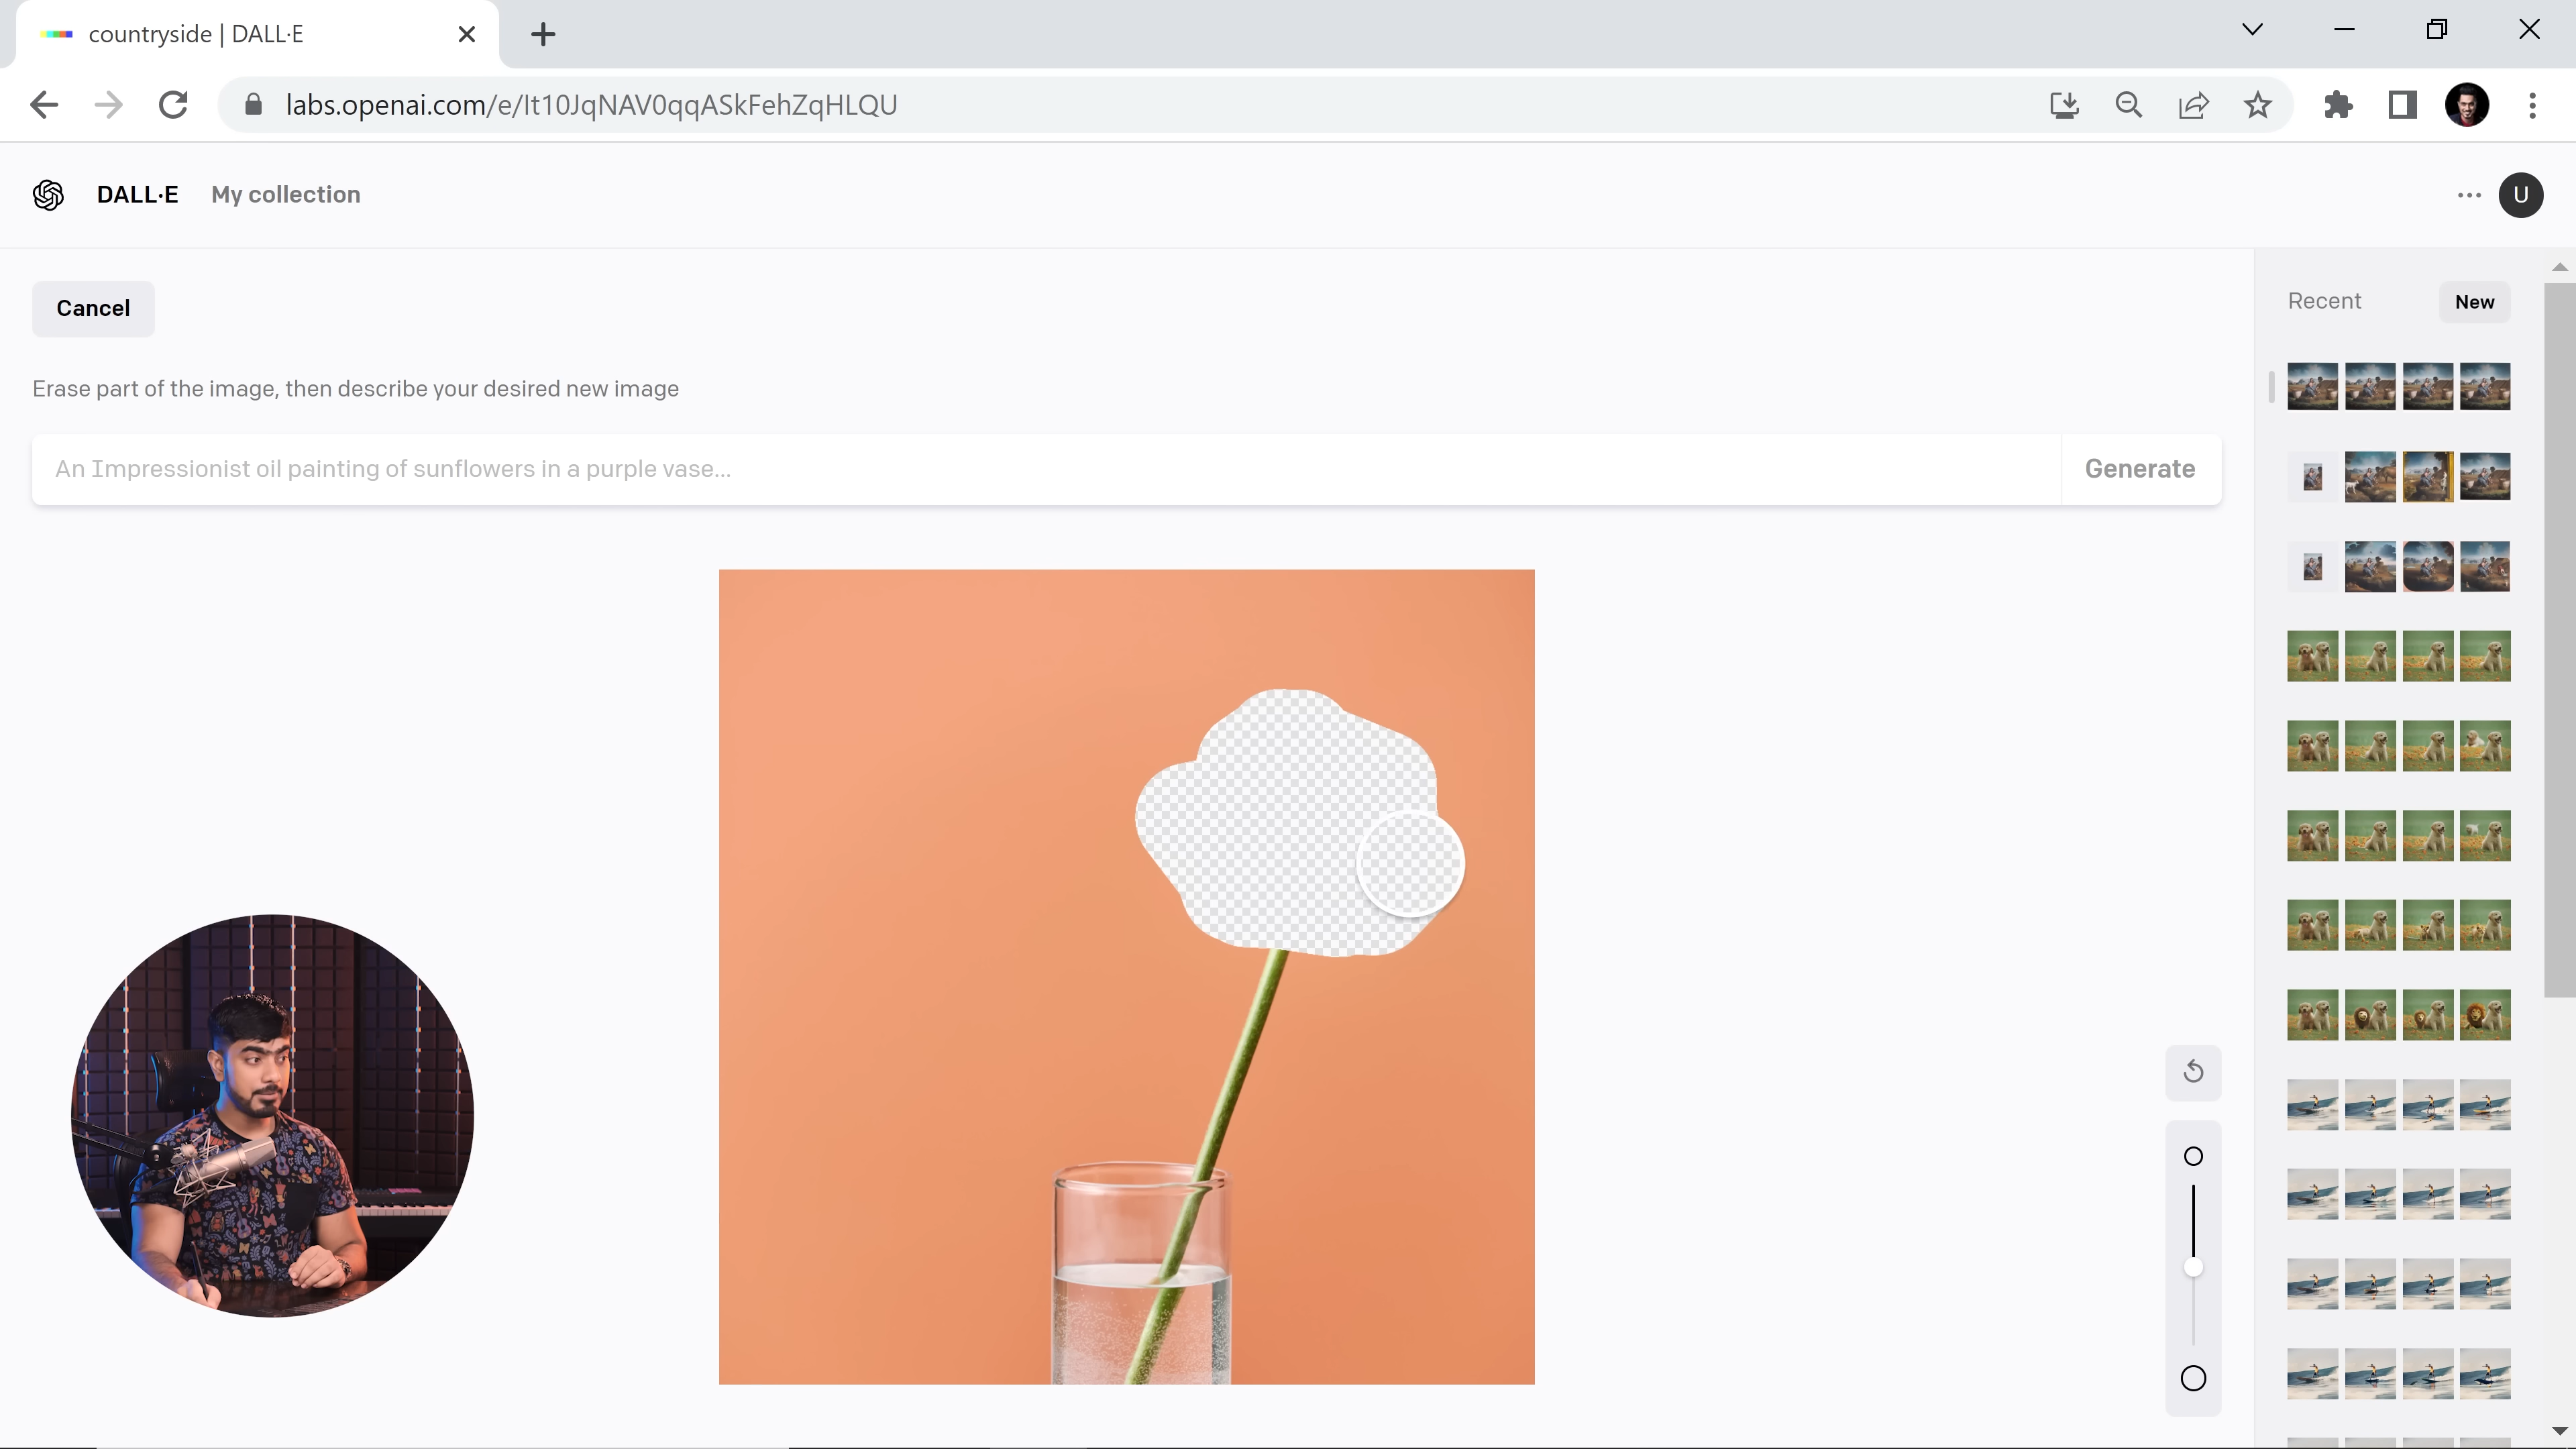 countryside | DALL·E
labs.openai.com/e/It10JqNAV0qqASkFehZqHLQU
DALL·E My collection
U
Cancel
Recent
New
Erase part of the image, then describe your desired new image
An Impressionist oil painting of sunflowers in a purple vase...
Generate